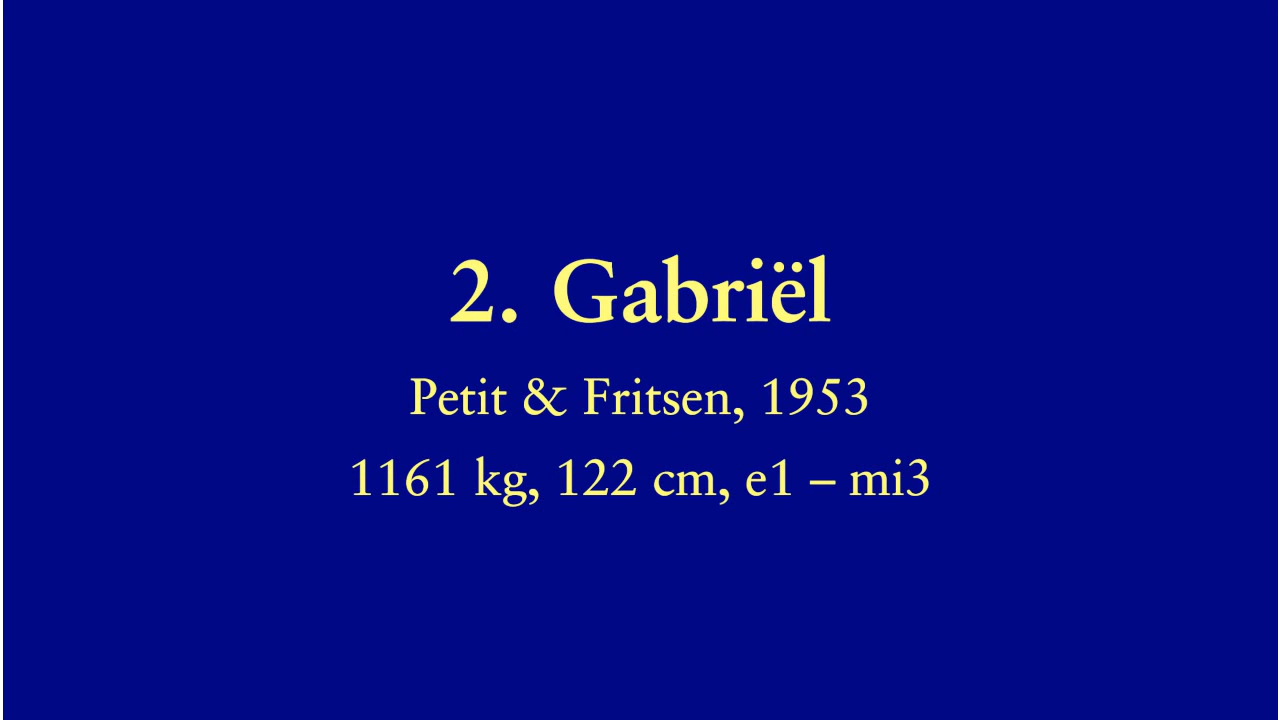 2. Gabriël
Petit & Fritsen, 1953
1161 kg, 122 cm, e1 – mi3